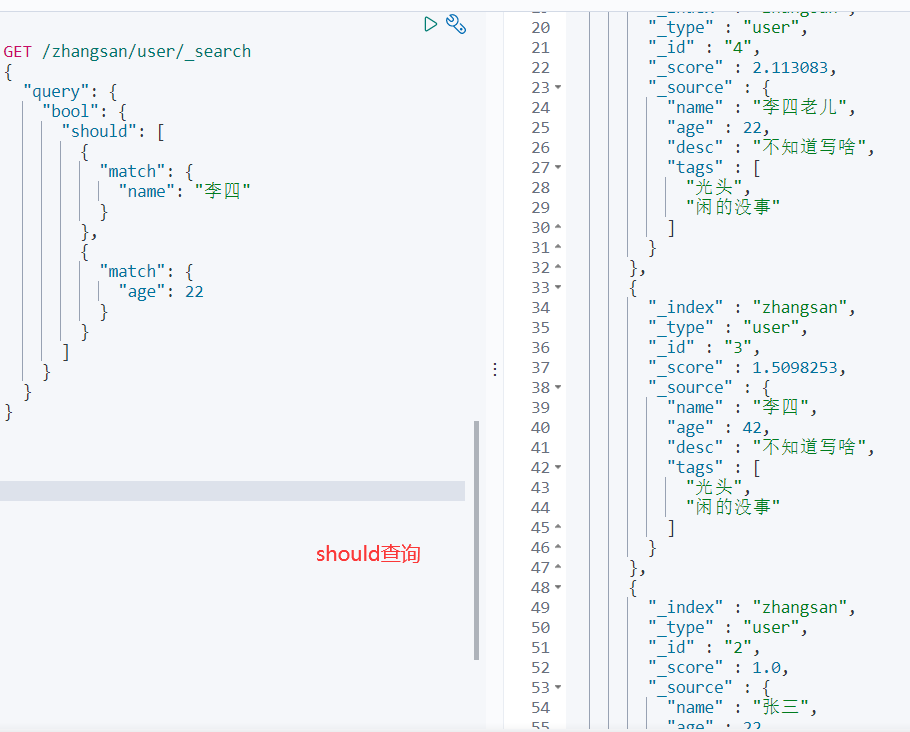 GET /zhangsan/user/_search
{
  "query": {
    "bool": {
      "should": [
        {
          "match": {
            "name": "李四"
          }
        },
        {
          "match": {
            "age": 22
          }
        }
      ]
    }
  }
}
should查询
20 "_type" : "user",
21 "_id" : "4",
22 "_score" : 2.113083,
23 "_source" : {
24 "name" : "李四老儿",
25 "age" : 22,
26 "desc" : "不知道写啥",
27 "tags" : [
28 "光头",
29 "闲的没事"
30 ]
31 }
32 },
33 {
34 "_index" : "zhangsan",
35 "_type" : "user",
36 "_id" : "3",
37 "_score" : 1.5098253,
38 "_source" : {
39 "name" : "李四",
40 "age" : 42,
41 "desc" : "不知道写啥",
42 "tags" : [
43 "光头",
44 "闲的没事"
45 ]
46 }
47 },
48 {
49 "_index" : "zhangsan",
50 "_type" : "user",
51 "_id" : "2",
52 "_score" : 1.0,
53 "_source" : {
54 "name" : "张三",
55 "age" : 22